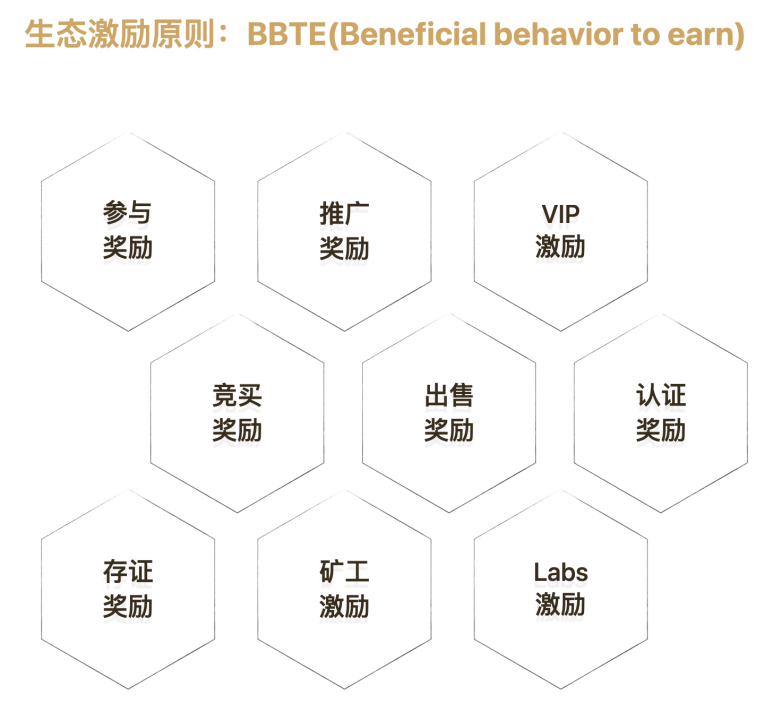 生态激励原则：BBTE(Beneficial behavior to earn)
参与
奖励
推广
奖励
VIP
激励
竞买
奖励
出售
奖励
认证
奖励
存证
奖励
矿工
激励
Labs
激励